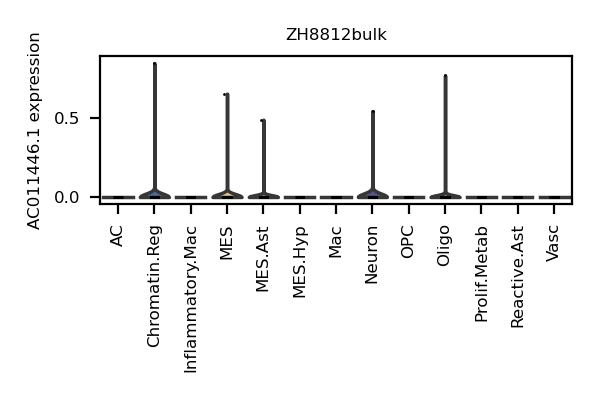 ZH8812bulk
AC011446.1 expression
0.5
0.0
AC
Chromatin.Reg
Inflammatory.Mac
MES
MES.Ast
MES.Hyp
Mac
Neuron
OPC
Oligo
Prolif.Metab
Reactive.Ast
Vasc